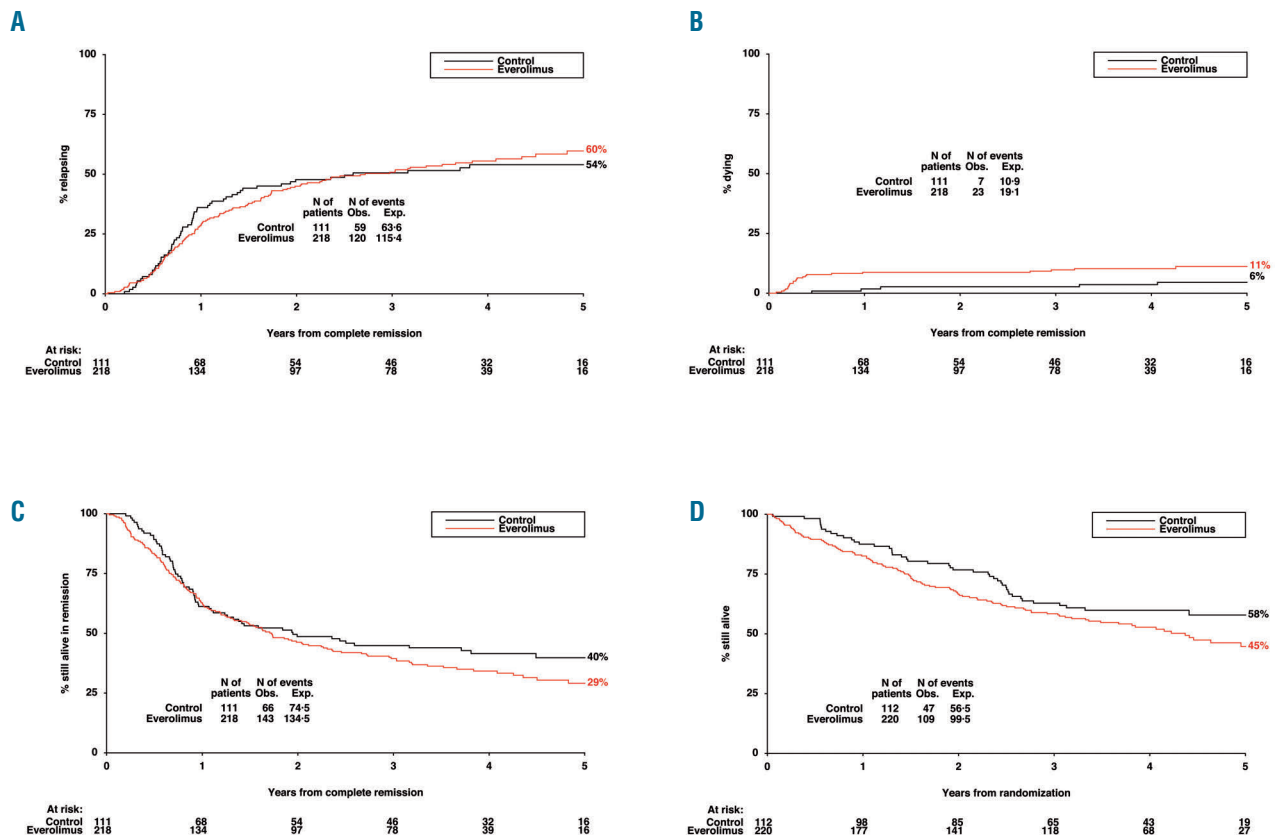 A
100
75
50
25
0
% relapsing
Control
Everolimus
60%
54%
N of N of events
patients Obs. Exp.
Control 111 59 63·6
Everolimus 218 120 115·4
0 1 2 3 4 5
Years from complete remission
At risk:
Control 111 68 54 46 32 16
Everolimus 218 134 97 78 39 16
B
100
75
50
25
0
% dying
Control
Everolimus
N of N of events
patients Obs. Exp.
Control 111 7 10·9
Everolimus 218 23 19·1
11%
6%
0 1 2 3 4 5
Years from complete remission
At risk:
Control 111 68 54 46 32 16
Everolimus 218 134 97 78 39 16
C
100
75
50
25
0
% still alive in remission
Control
Everolimus
40%
29%
N of N of events
patients Obs. Exp.
Control 111 66 74·5
Everolimus 218 143 134·5
0 1 2 3 4 5
Years from complete remission
At risk:
Control 111 68 54 46 32 16
Everolimus 218 134 97 78 39 16
D
100
75
50
25
0
% still alive
Control
Everolimus
58%
45%
N of N of events
patients Obs. Exp.
Control 112 47 56·5
Everolimus 220 109 99·5
0 1 2 3 4 5
Years from randomization
At risk:
Control 112 98 85 65 43 19
Everolimus 220 177 141 118 68 27